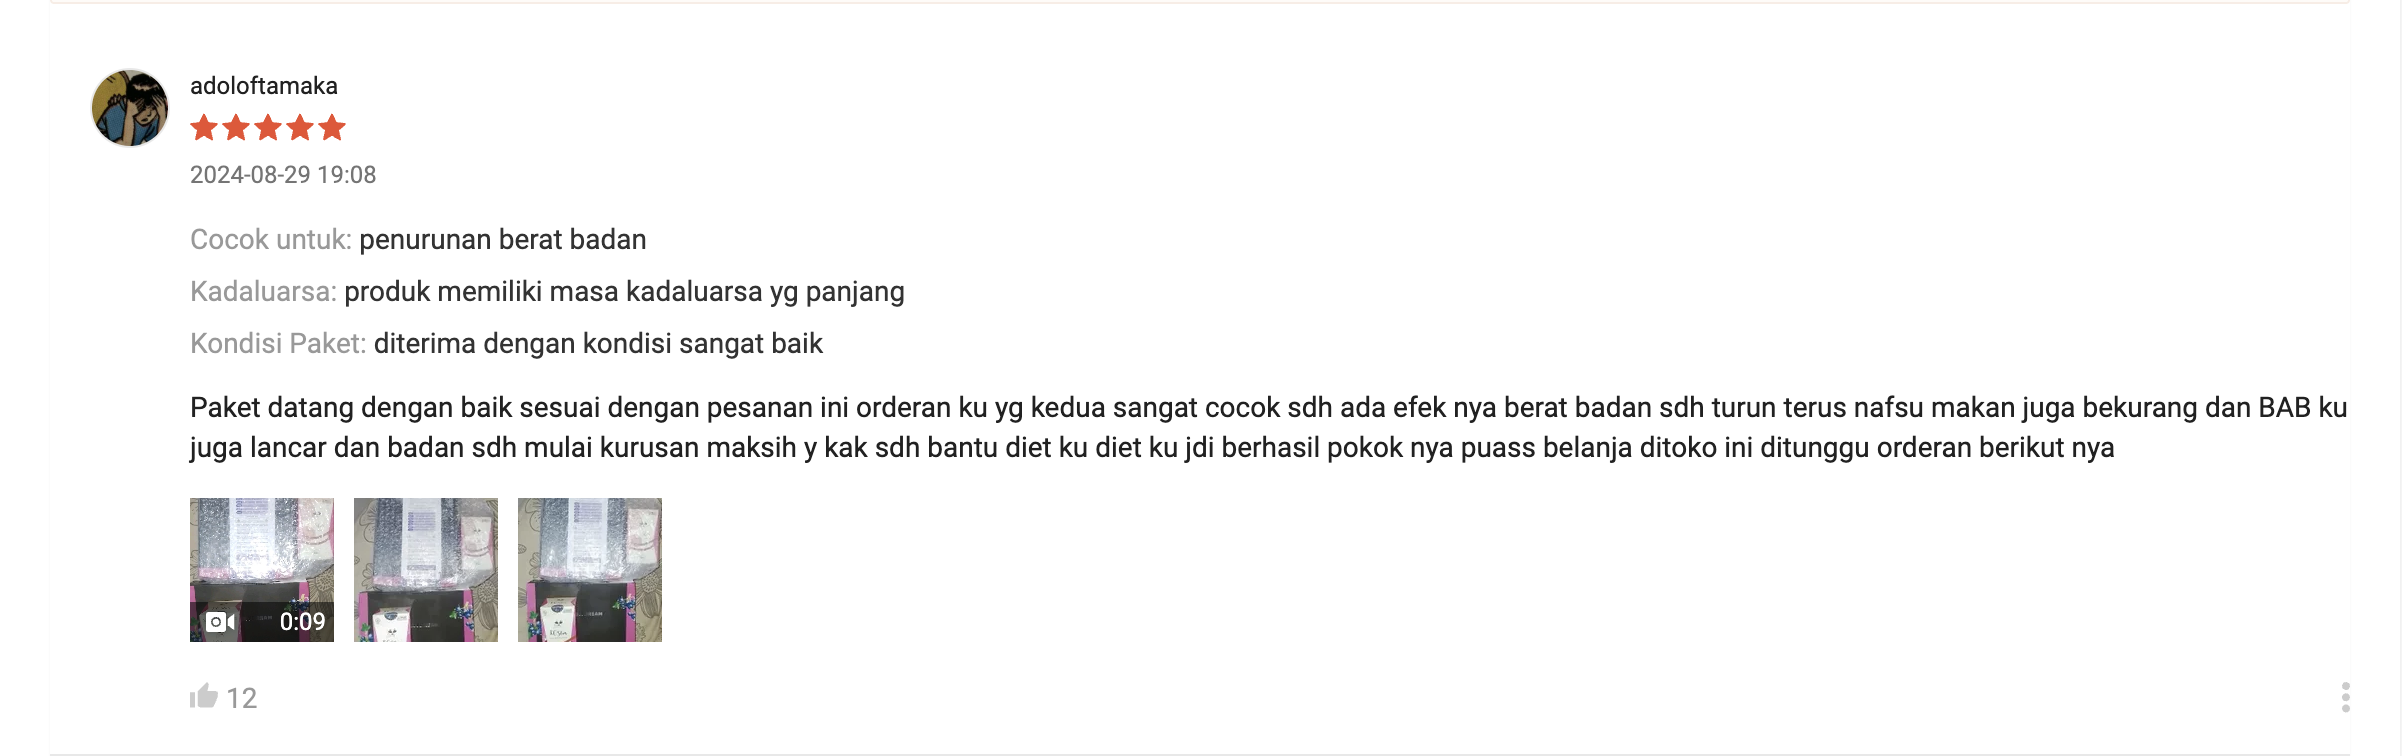 adoloftamaka
2024-08-29 19:08
Cocok untuk: penurunan berat badan
Kadaluarsa: produk memiliki masa kadaluarsa yg panjang
Kondisi Paket: diterima dengan kondisi sangat baik
Paket datang dengan baik sesuai dengan pesanan ini orderan ku yg kedua sangat cocok sdh ada efek nya berat badan sdh turun terus nafsu makan juga bekurang dan BAB ku
juga lancar dan badan sdh mulai kurusan maksih y kak sdh bantu diet ku diet ku jdi berhasil pokok nya puass belanja ditoko ini ditunggu orderan berikut nya
0:09
12